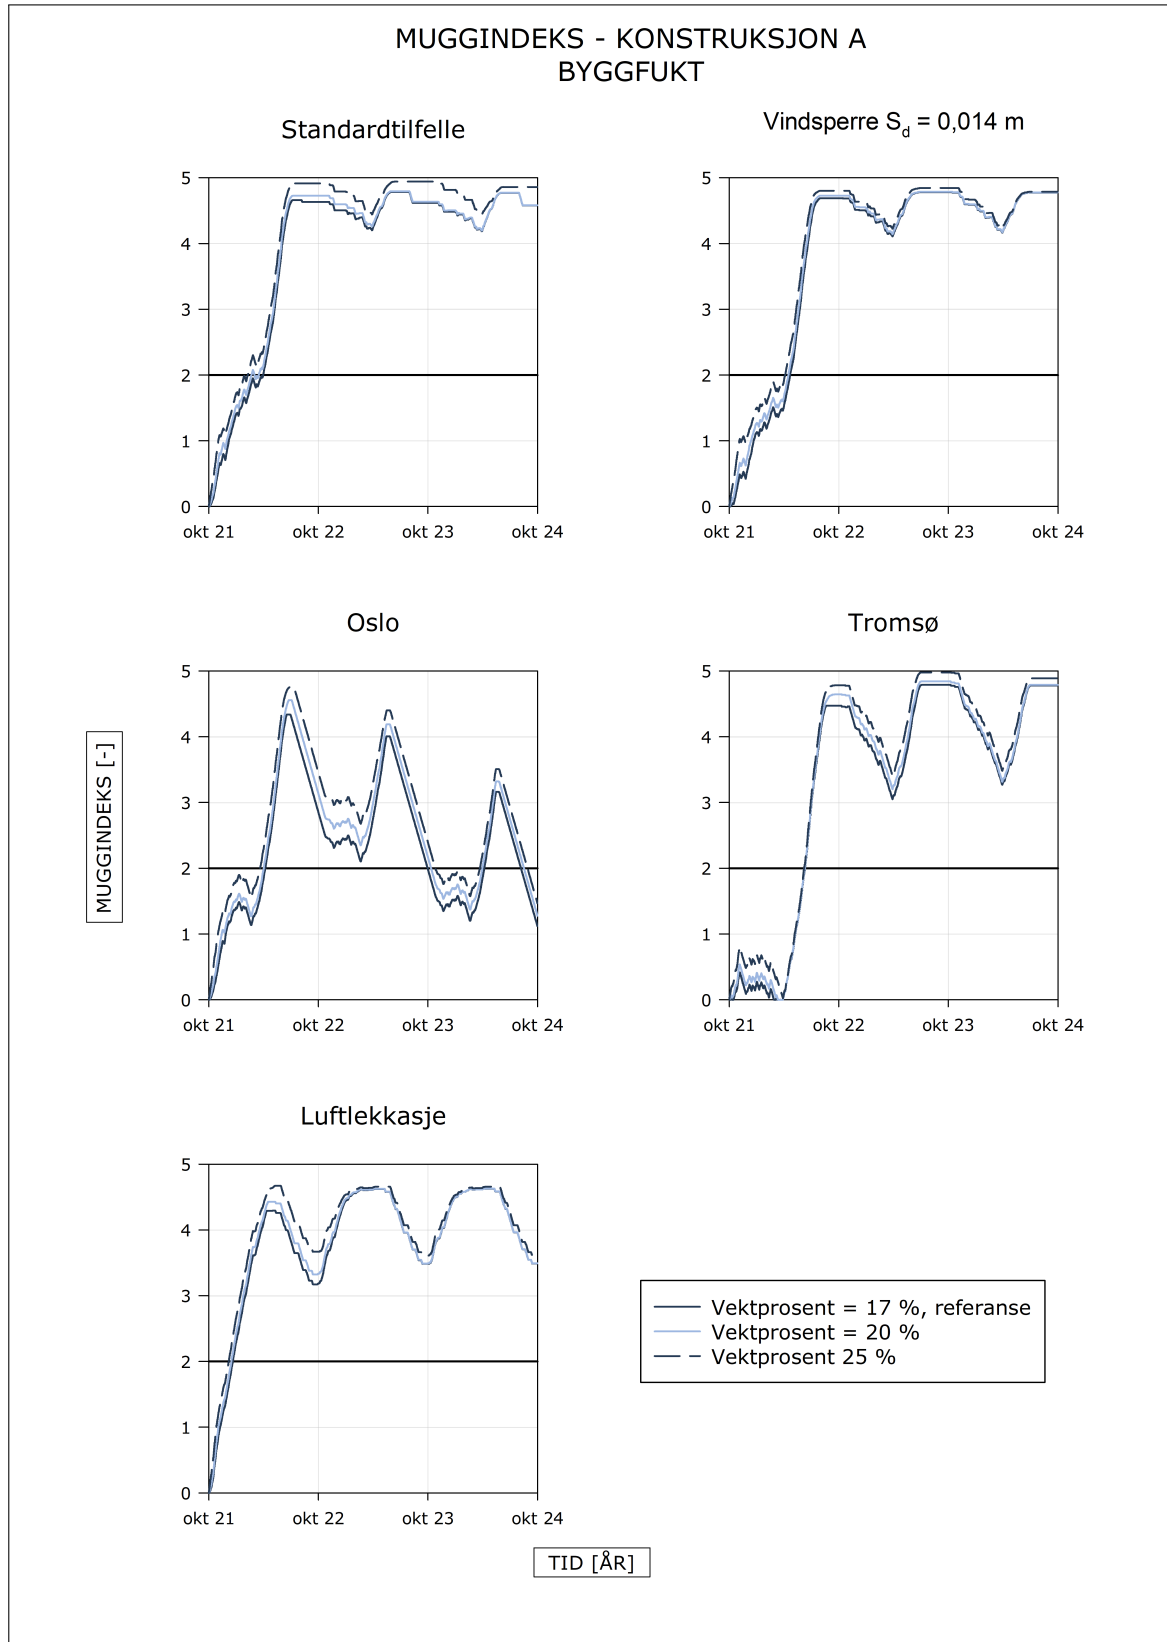 MUGGINDEKS - KONSTRUKSJON A
BYGGFUKT
Standardtilfelle
5
4
3
2
1
0
okt 21 okt 22 okt 23 okt 24
Vindsperre Sd = 0,014 m
5
4
3
2
1
0
okt 21 okt 22 okt 23 okt 24
MUGGINDEKS [-]
Oslo
5
4
3
2
1
0
okt 21 okt 22 okt 23 okt 24
Tromsø
5
4
3
2
1
0
okt 21 okt 22 okt 23 okt 24
Luftlekkasje
5
4
3
2
1
0
okt 21 okt 22 okt 23 okt 24
Vektprosent = 17 %, referanse
Vektprosent = 20 %
Vektprosent 25 %
TID [ÅR]